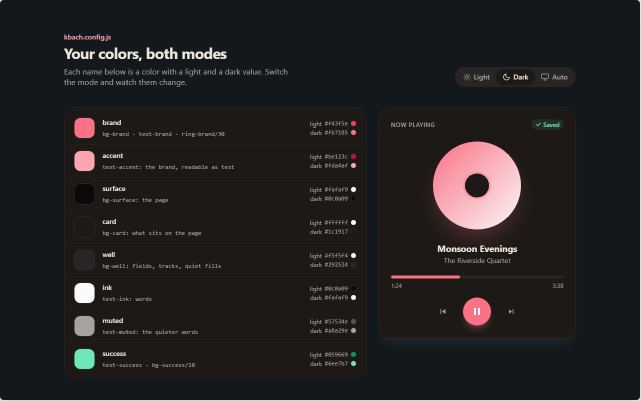 kbach.config.js
Your colors, both modes
Each name below is a color with a light and a dark value. Switch
the mode and watch them change.
Light
Dark
Auto
brand
bg-brand · text-brand · ring-brand/30
light #f43f5e
dark #fb7185
accent
text-accent: the brand, readable as text
light #be123c
dark #fda4af
surface
bg-surface: the page
light #fafaf9
dark #0c0a09
card
bg-card: what sits on the page
light #ffffff
dark #1c1917
well
bg-well: fields, tracks, quiet fills
light #f5f5f4
dark #292524
ink
text-ink: words
light #0c0a09
dark #fafaf9
muted
text-muted: the quieter words
light #57534e
dark #a8a29e
success
text-success · bg-success/10
light #059669
dark #6ee7b7
NOW PLAYING
✓ Saved
Monsoon Evenings
The Riverside Quartet
1:24
3:38